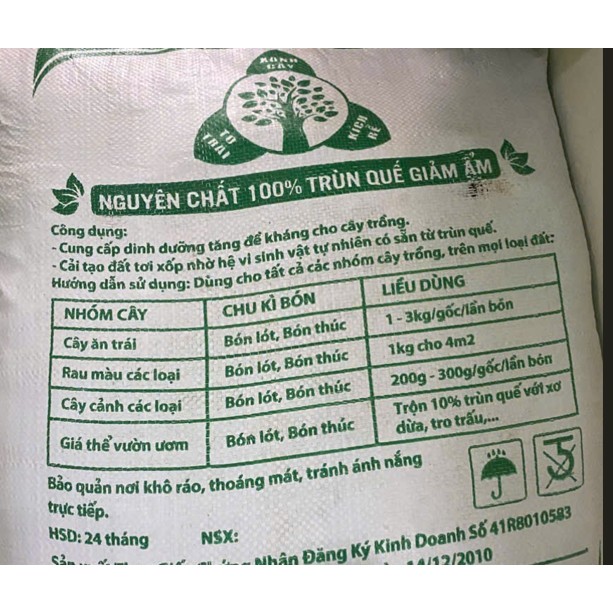 XANH
CÂY
TO
TRÁI
KÍCH
RỄ
NGUYÊN CHẤT 100% TRÙN QUẾ GIẢM ẨM
Công dụng:
- Cung cấp dinh dưỡng tăng đề kháng cho cây trồng.
- Cải tạo đất tơi xốp nhờ hệ vi sinh vật tự nhiên có sẵn từ trùn quế.
Hướng dẫn sử dụng: Dùng cho tất cả các nhóm cây trồng, trên mọi loại đất:
NHÓM CÂY CHU KÌ BÓN LIỀU DÙNG
Cây ăn trái Bón lót, Bón thúc 1 - 3kg/gốc/lần bón
Rau màu các loại Bón lót, Bón thúc 1kg cho 4m2
Cây cảnh các loại Bón lót, Bón thúc 200g - 300g/gốc/lần bón
Giá thể vườn ươm Bón lót, Bón thúc Trộn 10% trùn quế với xơ
dừa, tro trấu,...
Bảo quản nơi khô ráo, thoáng mát, tránh ánh nắng
trực tiếp.
HSD: 24 tháng NSX:
Nhận Đăng Ký Kinh Doanh Số 41R8010583
14/12/2010